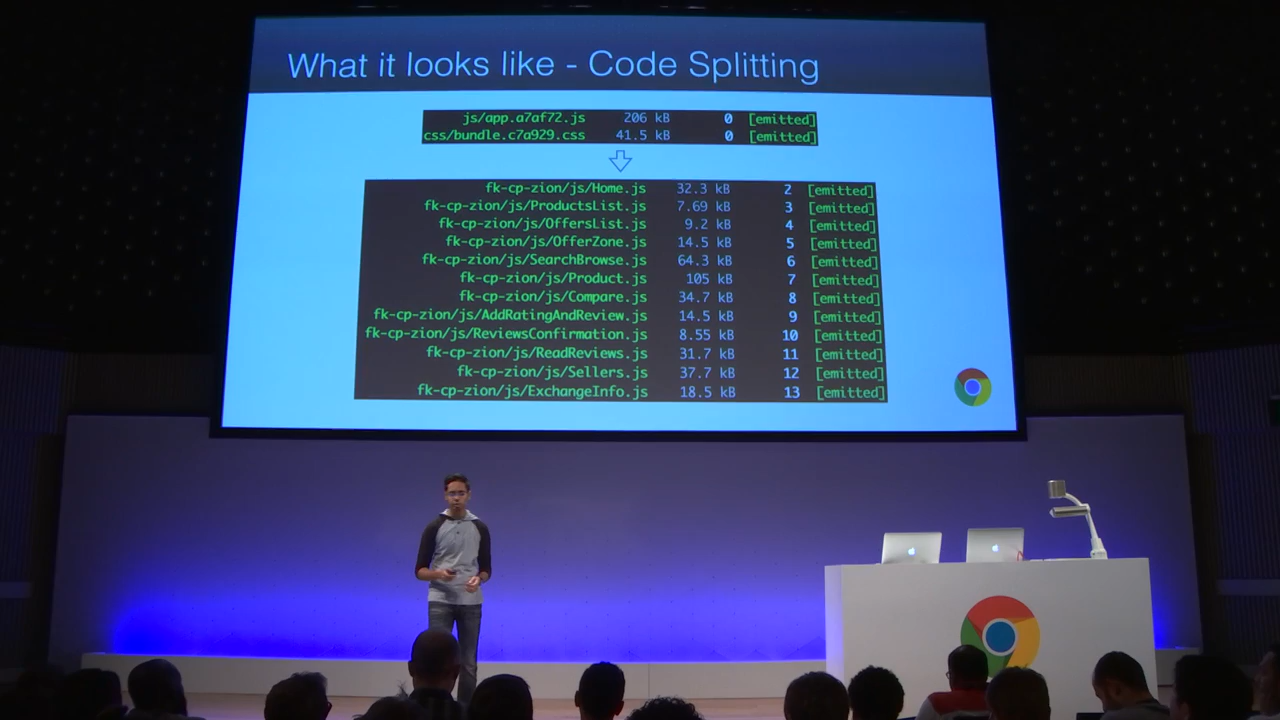 What it looks like - Code Splitting
js/app.a7af72.js 206 kB 0 [emitted]
css/bundle.c7a929.css 41.5 kB 0 [emitted]
fk-cp-zion/js/Home.js 32.3 kB 2 [emitted]
fk-cp-zion/js/ProductsList.js 7.69 kB 3 [emitted]
fk-cp-zion/js/OffersList.js 9.2 kB 4 [emitted]
fk-cp-zion/js/OfferZone.js 14.5 kB 5 [emitted]
fk-cp-zion/js/SearchBrowse.js 64.3 kB 6 [emitted]
fk-cp-zion/js/Product.js 105 kB 7 [emitted]
fk-cp-zion/js/Compare.js 34.7 kB 8 [emitted]
fk-cp-zion/js/AddRatingAndReview.js 14.5 kB 9 [emitted]
fk-cp-zion/js/ReviewsConfirmation.js 8.55 kB 10 [emitted]
fk-cp-zion/js/ReadReviews.js 31.7 kB 11 [emitted]
fk-cp-zion/js/Sellers.js 37.7 kB 12 [emitted]
fk-cp-zion/js/ExchangeInfo.js 18.5 kB 13 [emitted]